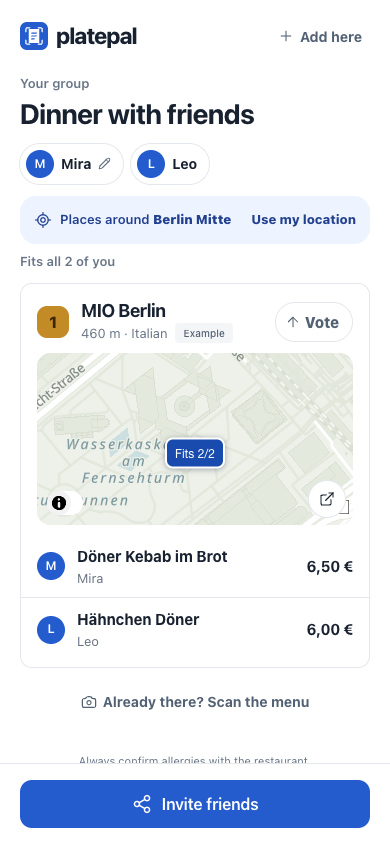 platepal
Add here
Your group
Dinner with friends
M Mira
L Leo
Places around Berlin Mitte Use my location
Fits all 2 of you
1
MIO Berlin
460 m · Italian Example
Vote
cht-Straße
Fits 2/2
am
Fernsehturm
M
Döner Kebab im Brot
Mira
6,50 €
L
Hähnchen Döner
Leo
6,00 €
Already there? Scan the menu
Always confirm allergies with the restaurant
Invite friends